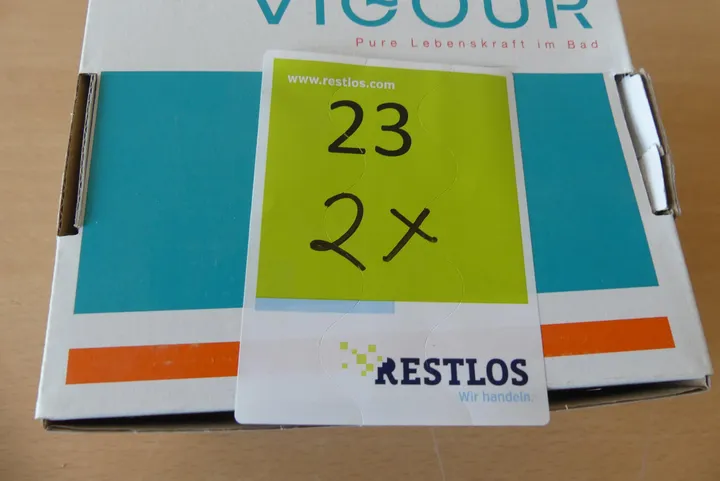 VIGOUR
Pure Lebenskraft im Bad
www.restlos.com
23
2x
RESTLOS
Wir handeln.